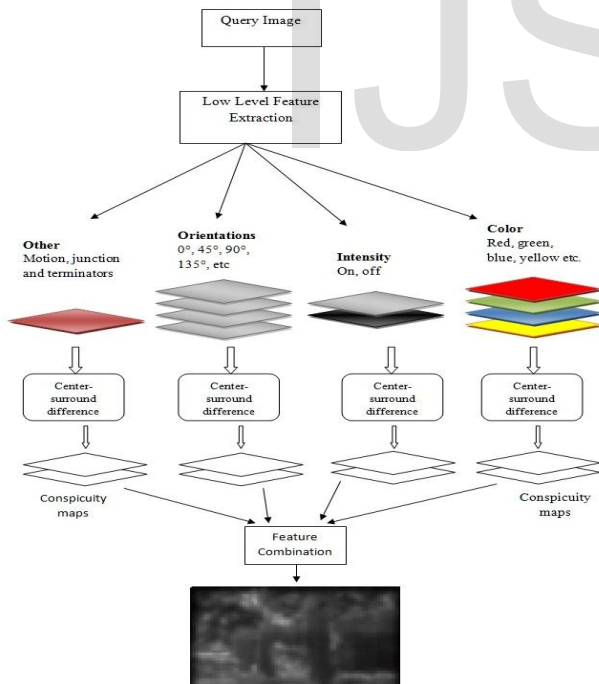 IJS
Query Image
Low Level Feature
Extraction
Other
Motion, junction
and terminators
Orientations
0°, 45°, 90°,
135°, etc
Intensity
On, off
Color
Red, green,
blue, yellow etc.
Center-
surround
difference
Center-
surround
difference
Center-
surround
difference
Center-
surround
difference
Conspicuity
maps
Conspicuity
maps
Feature
Combination